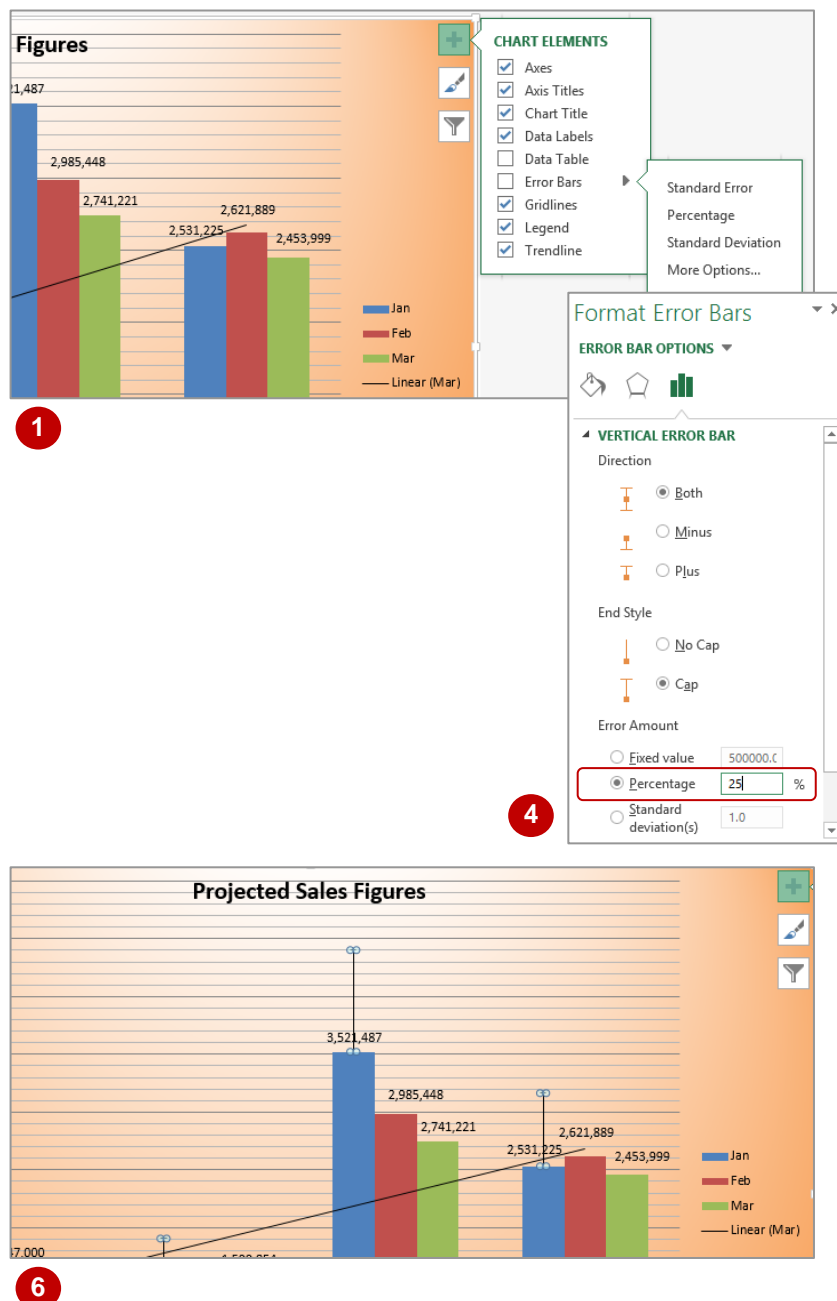 Figures
21,487
2,985,448
2,741,221
2,621,889
2,531,225
2,453,999
Jan
Feb
Mar
Linear (Mar)
CHART ELEMENTS
Axes
Axis Titles
Chart Title
Data Labels
Data Table
Error Bars
Gridlines
Legend
Trendline
Standard Error
Percentage
Standard Deviation
More Options...
1
Format Error Bars
ERROR BAR OPTIONS
VERTICAL ERROR BAR
Direction
Both
Minus
Plus
End Style
No Cap
Cap
Error Amount
Fixed value 500000.0
Percentage 25 %
Standard
deviation(s) 1.0
4
Projected Sales Figures
3,521,487
2,985,448
2,741,221
2,621,889
2,531,225
2,453,999
Jan
Feb
Mar
Linear (Mar)
47,000
6